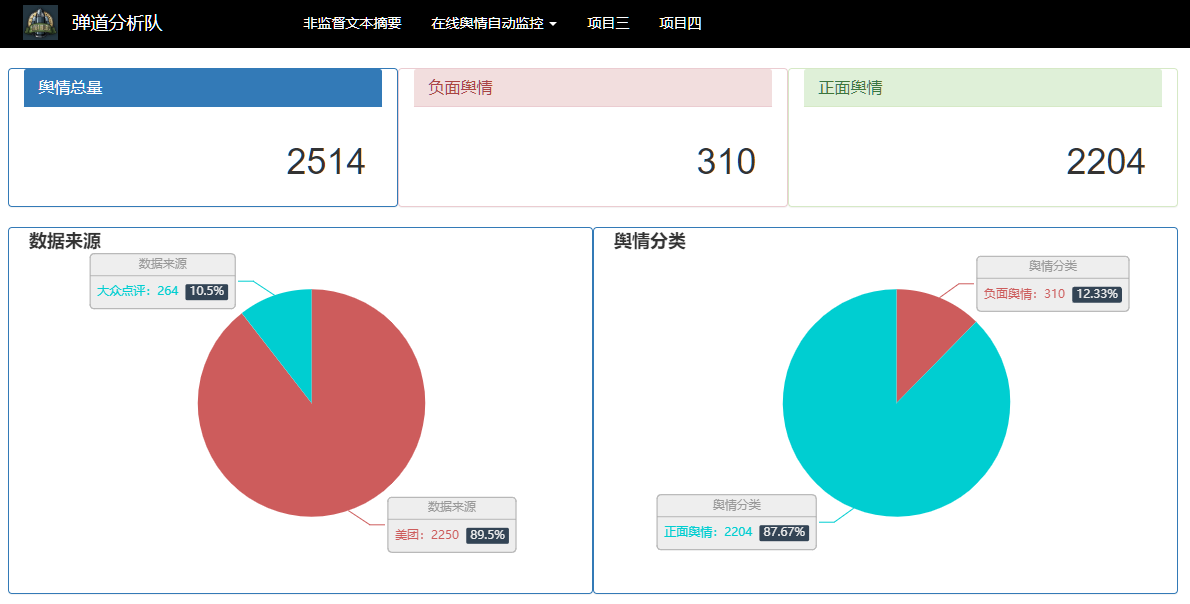 弹道分析队 非监督文本摘要 在线舆情自动监控 项目三 项目四
舆情总量
2514
负面舆情
310
正面舆情
2204
数据来源
数据来源
大众点评：264 10.5%
数据来源
美团：2250 89.5%
舆情分类
舆情分类
负面舆情：310 12.33%
舆情分类
正面舆情：2204 87.67%